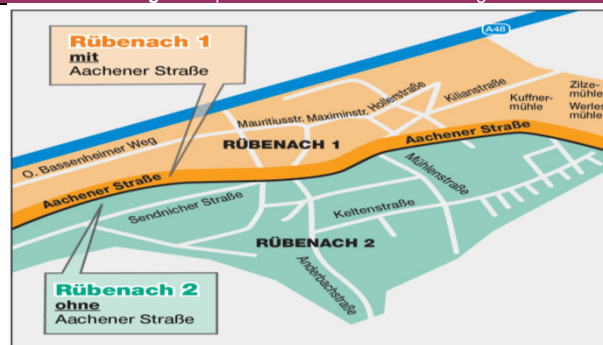 A48
Rübenach 1
mit
Aachener Straße
Zilze-
mühle
Kuffner-
mühle
Werles
mühle
Kilianstraße
Hollerstraße
Mauritiusstr. Maximinstr.
Aachener Straße
RÜBENACH 1
O. Bassenheimer Weg
Aachener Straße
Mühlenstraße
Sendnicher Straße
Keltenstraße
RÜBENACH 2
Anderbachstraße
Rübenach 2
ohne
Aachener Straße